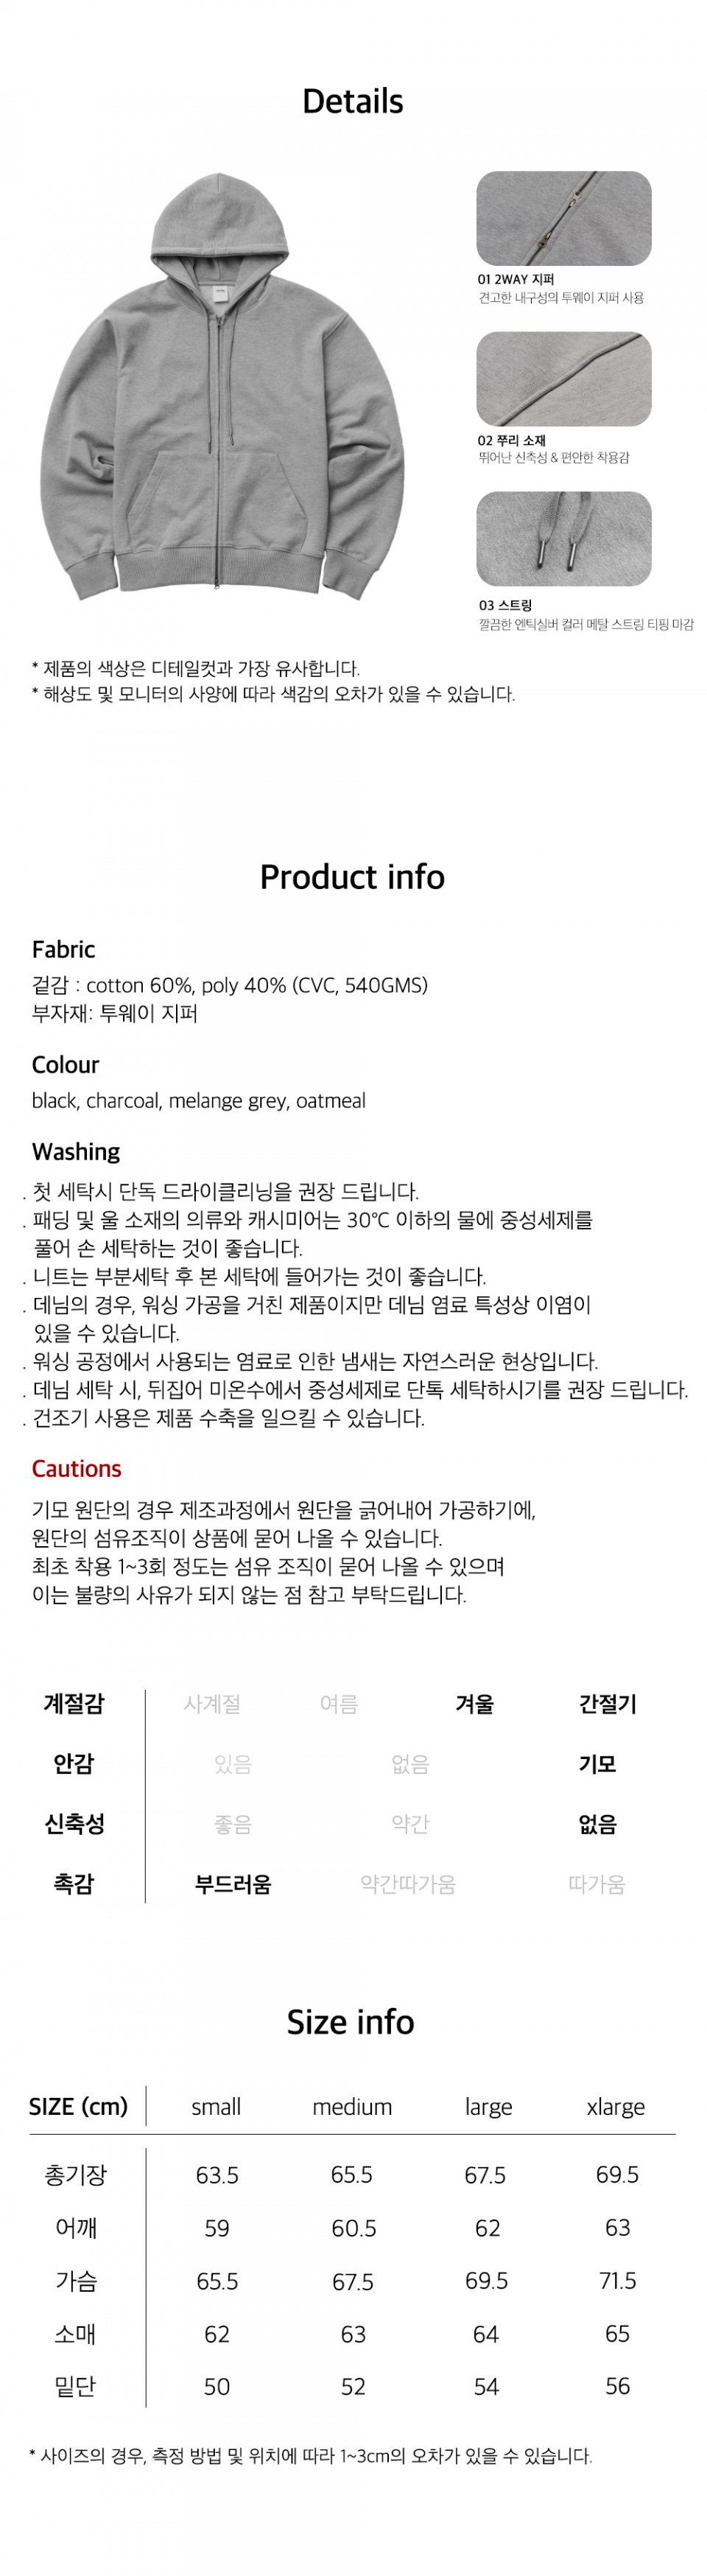 Details
01 2WAY 지퍼
견고한 내구성의 투웨이 지퍼 사용
02 쭈리 소재
뛰어난 신축성 & 편안한 착용감
03 스트링
깔끔한 엔틱실버 컬러 메탈 스트링 티핑 마감
* 제품의 색상은 디테일컷과 가장 유사합니다.
* 해상도 및 모니터의 사양에 따라 색감의 오차가 있을 수 있습니다.
Product info
Fabric
겉감 : cotton 60%, poly 40% (CVC, 540GMS)
부자재: 투웨이 지퍼
Colour
black, charcoal, melange grey, oatmeal
Washing
. 첫 세탁시 단독 드라이클리닝을 권장 드립니다.
. 패딩 및 울 소재의 의류와 캐시미어는 30℃ 이하의 물에 중성세제를
풀어 손 세탁하는 것이 좋습니다.
. 니트는 부분세탁 후 본 세탁에 들어가는 것이 좋습니다.
. 데님의 경우, 워싱 가공을 거친 제품이지만 데님 염료 특성상 이염이
있을 수 있습니다.
. 워싱 공정에서 사용되는 염료로 인한 냄새는 자연스러운 현상입니다.
. 데님 세탁 시, 뒤집어 미온수에서 중성세제로 단톡 세탁하시기를 권장 드립니다.
. 건조기 사용은 제품 수축을 일으킬 수 있습니다.
Cautions
기모 원단의 경우 제조과정에서 원단을 긁어내어 가공하기에,
원단의 섬유조직이 상품에 묻어 나올 수 있습니다.
최초 착용 1~3회 정도는 섬유 조직이 묻어 나올 수 있으며
이는 불량의 사유가 되지 않는 점 참고 부탁드립니다.
계절감 사계절 여름 겨울 간절기
안감 있음 없음 기모
신축성 좋음 약간 없음
촉감 부드러움 약간따가움 따가움
Size info
SIZE (cm) small medium large xlarge
총기장 63.5 65.5 67.5 69.5
어깨 59 60.5 62 63
가슴 65.5 67.5 69.5 71.5
소매 62 63 64 65
밑단 50 52 54 56
* 사이즈의 경우, 측정 방법 및 위치에 따라 1~3cm의 오차가 있을 수 있습니다.